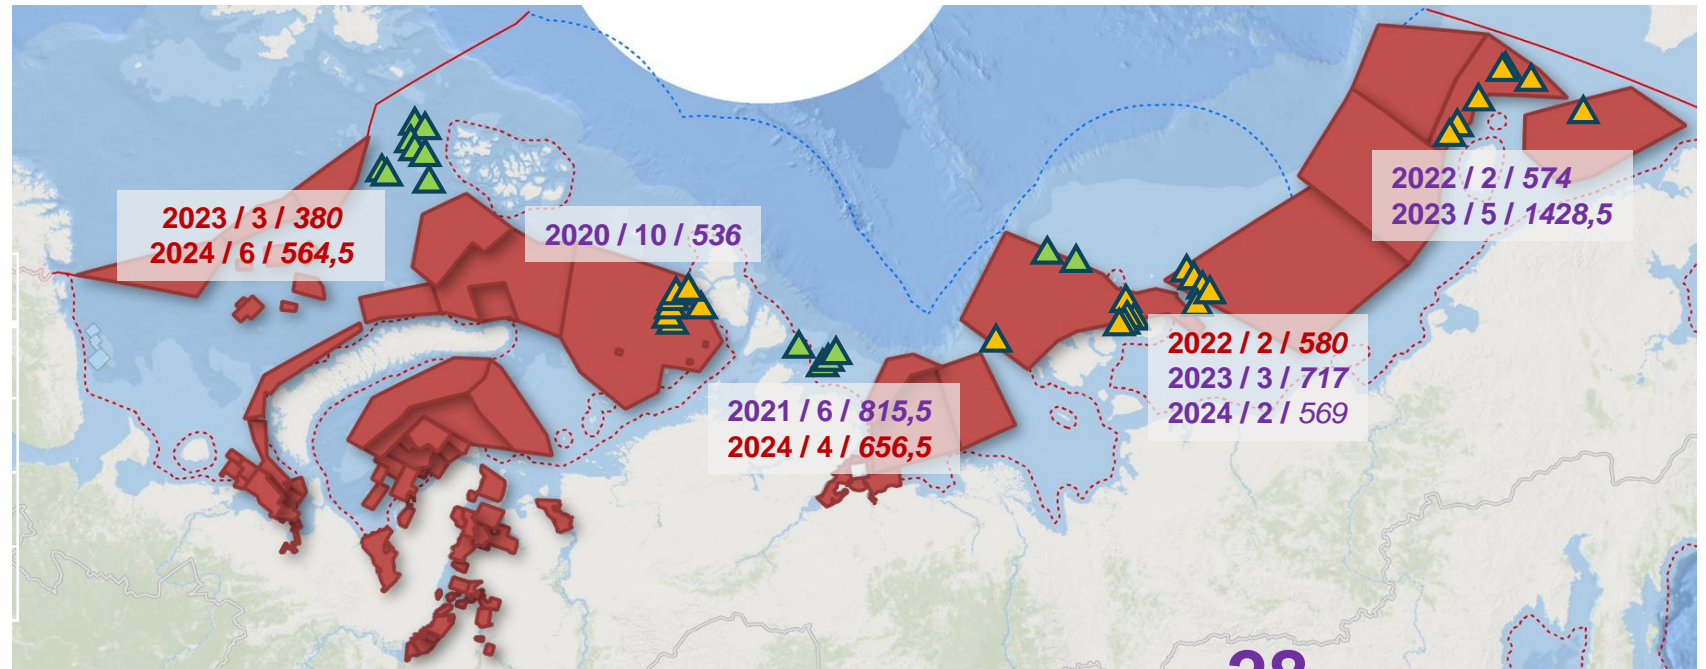 2023 / 3 / 380
2024 / 6 / 564,5
2020 / 10 / 536
2021 / 6 / 815,5
2024 / 4 / 656,5
2022 / 2 / 580
2023 / 3 / 717
2024 / 2 / 569
2022 / 2 / 574
2023 / 5 / 1428,5
28